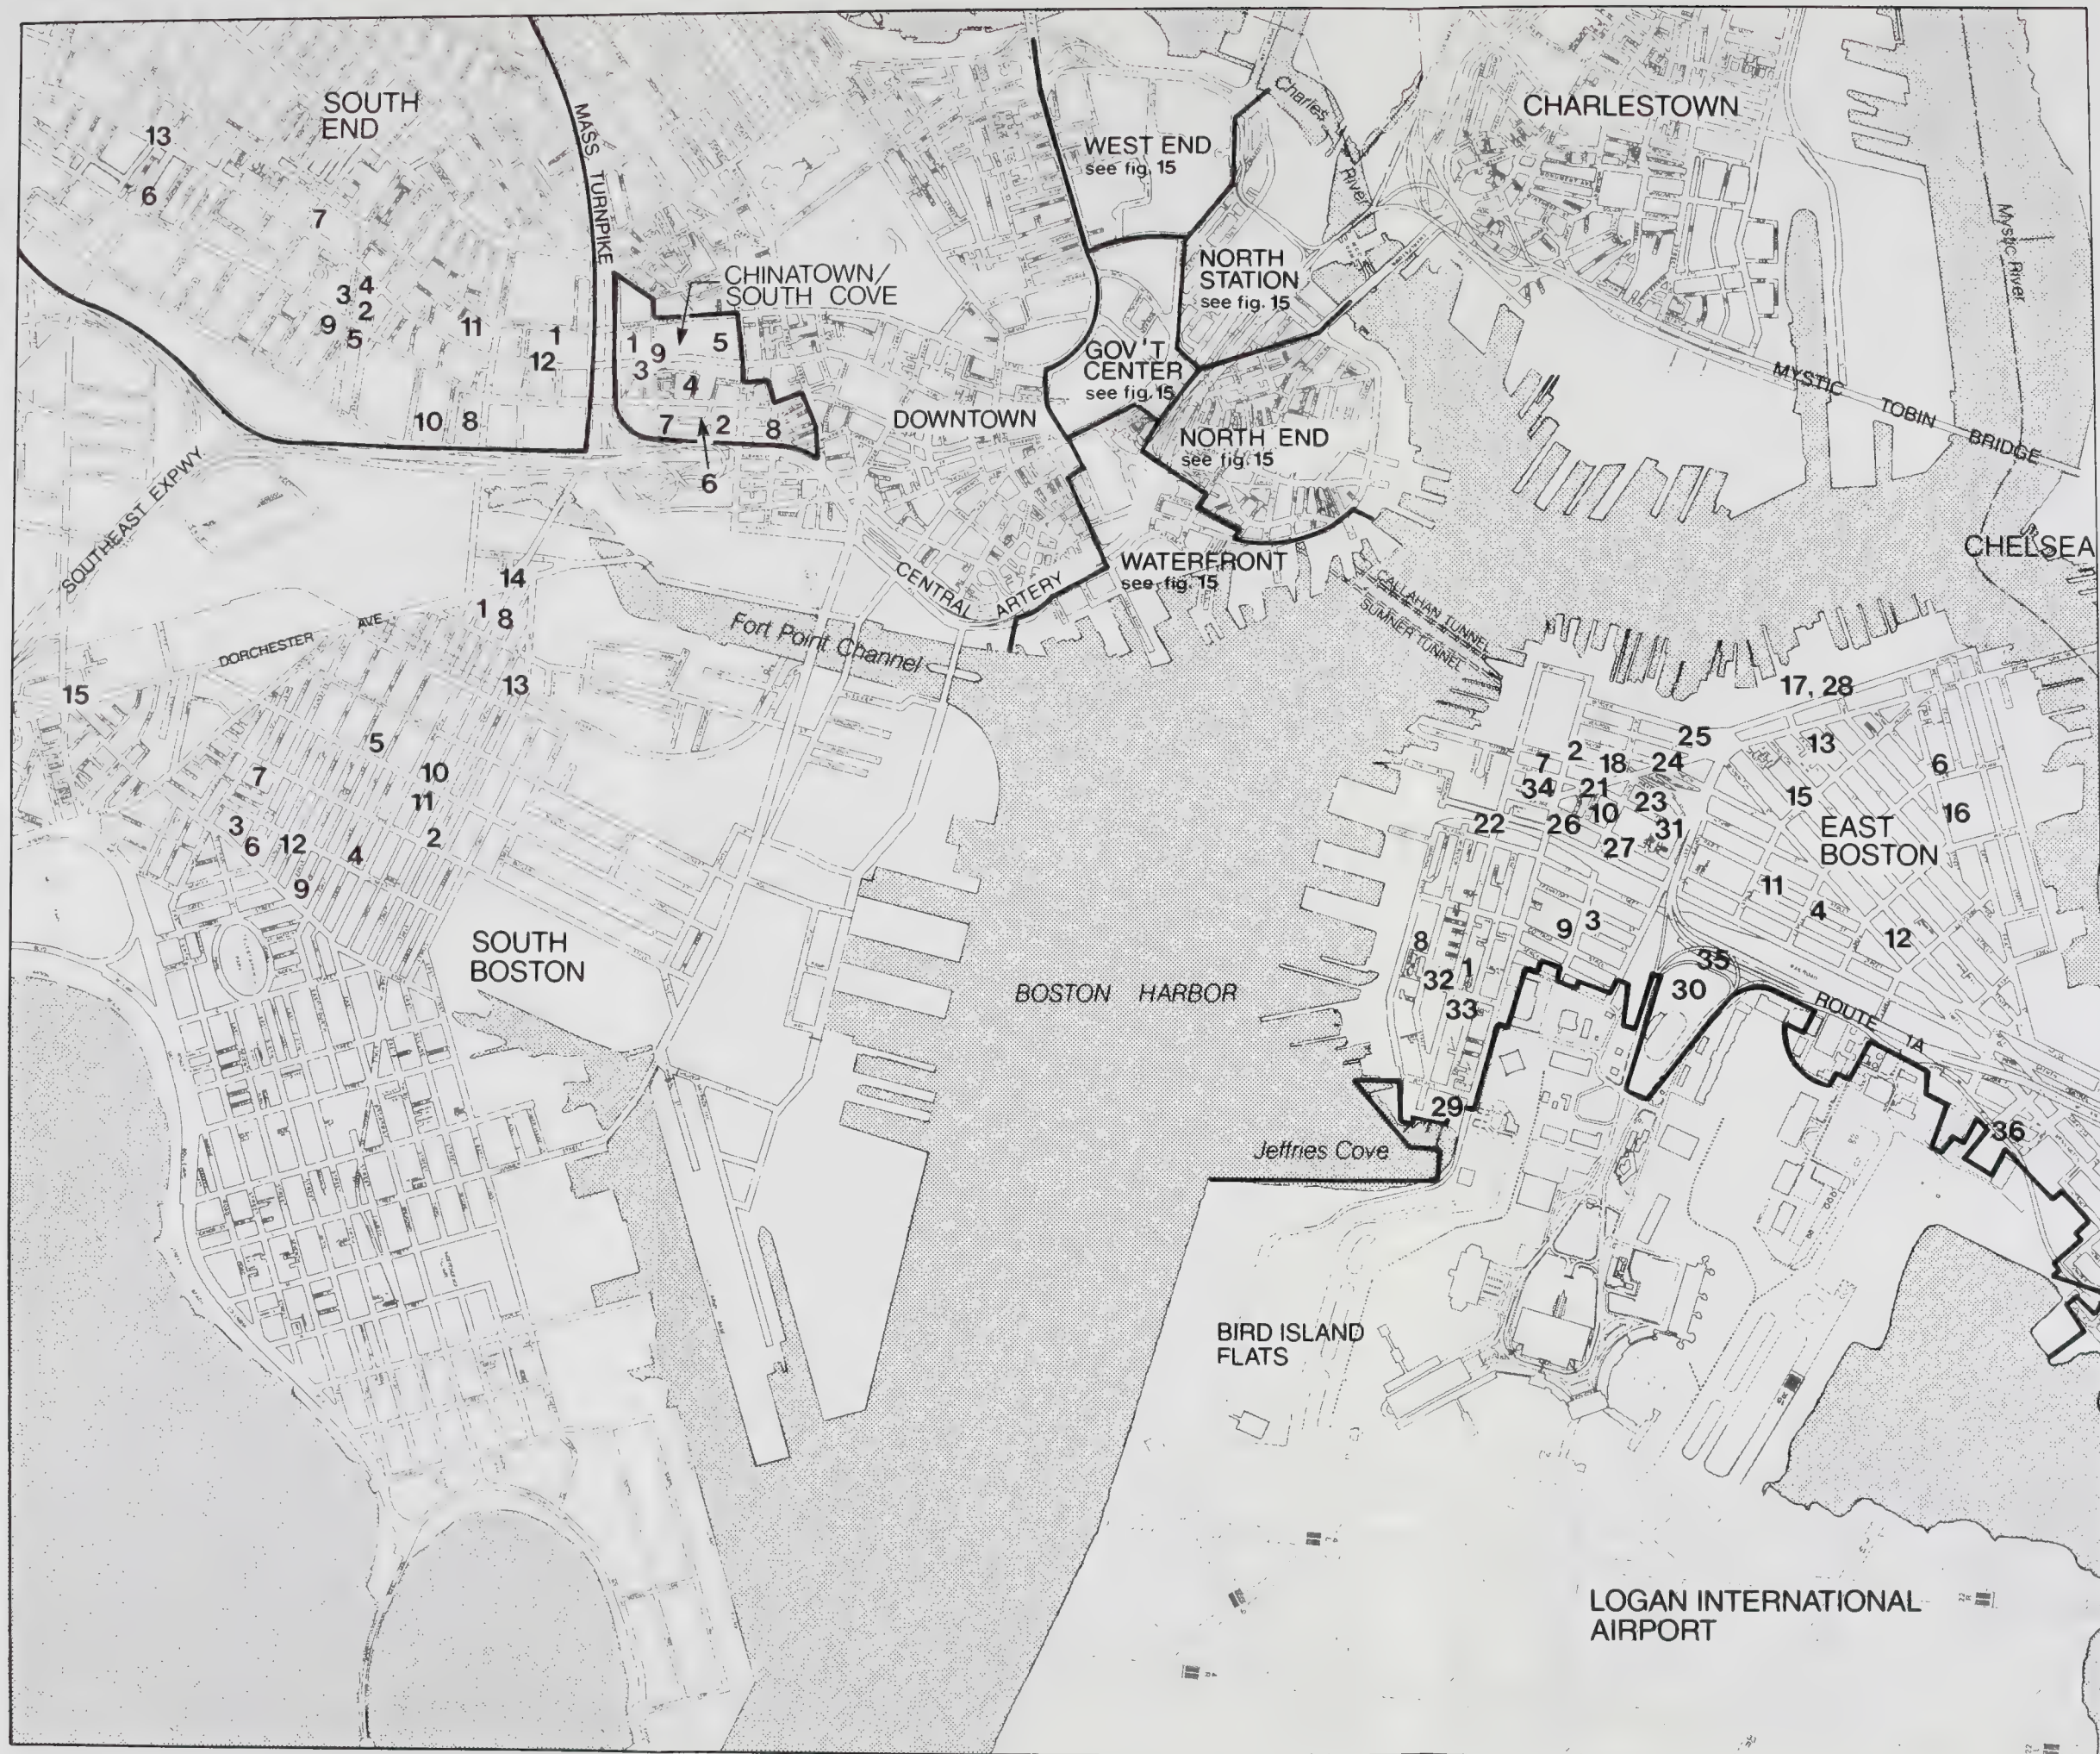 SOUTH
END
13
6
7
4
3
2
9
5
11
1
12
10
8
MASS. TURNPIKE
CHINATOWN/
SOUTH COVE
1
9
5
3
4
7
2
8
6
DOWNTOWN
WEST END
see fig. 15
Charles River
NORTH
STATION
see fig. 15
GOV'T
CENTER
see fig. 15
NORTH END
see fig. 15
WATERFRONT
see fig. 15
CENTRAL ARTERY
CHARLESTOWN
Mystic River
MYSTIC TOBIN BRIDGE
CHELSEA
CALLAHAN TUNNEL
SUMNER TUNNEL
SOUTHEAST EXPWY
DORCHESTER AVE
Fort Point Channel
14
1
8
15
13
5
7
10
11
3
6
12
4
2
9
SOUTH
BOSTON
BOSTON HARBOR
17, 28
25
13
2
7
18
24
6
34
21
23
15
10
16
22
26
31
27
EAST
BOSTON
11
4
9
3
12
8
32
1
33
35
30
ROUTE 1A
29
36
Jeffries Cove
BIRD ISLAND
FLATS
LOGAN INTERNATIONAL
AIRPORT